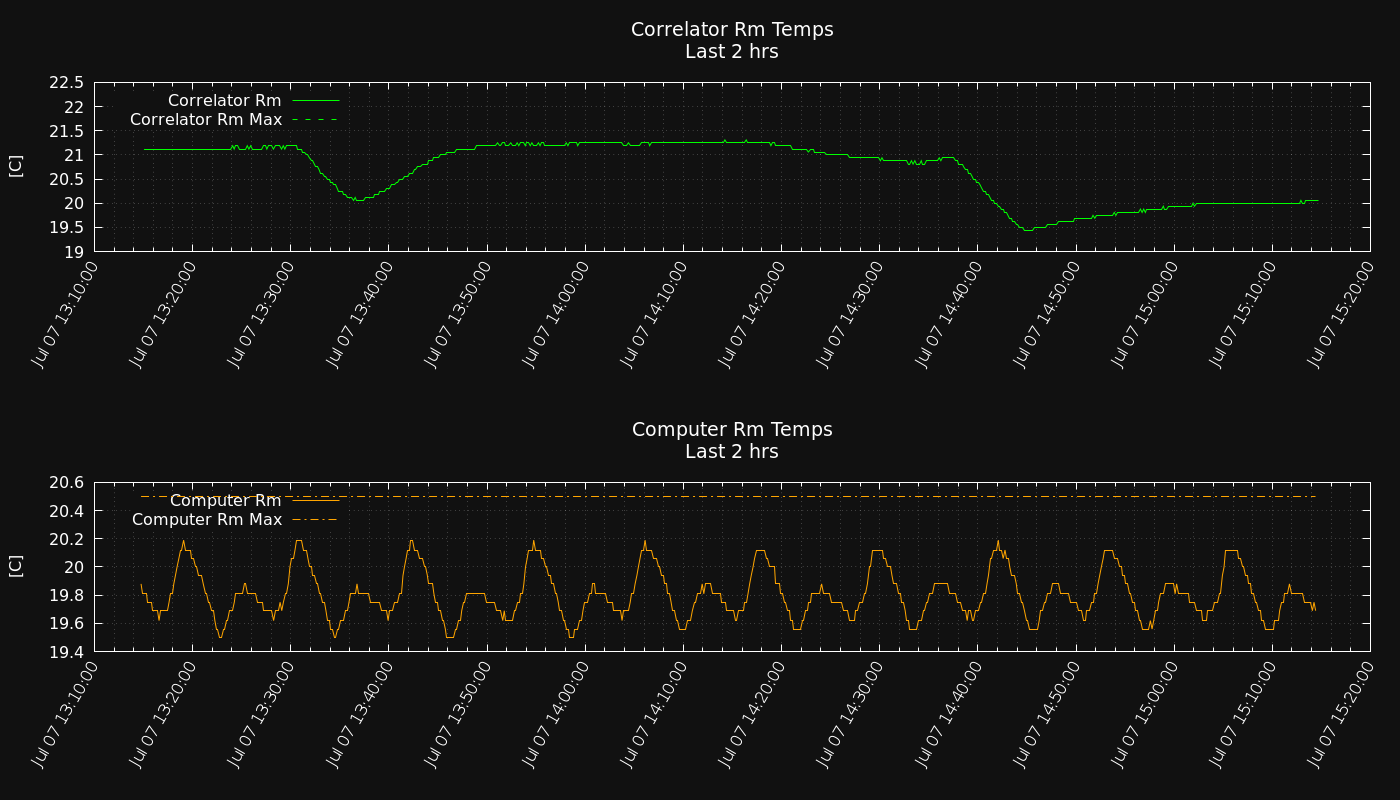 Correlator Rm Temps
Last 2 hrs
22.5
22
21.5
21
20.5
20
19.5
19
[C]
Correlator Rm
Correlator Rm Max
Jul 07 13:10:00
Jul 07 13:20:00
Jul 07 13:30:00
Jul 07 13:40:00
Jul 07 13:50:00
Jul 07 14:00:00
Jul 07 14:10:00
Jul 07 14:20:00
Jul 07 14:30:00
Jul 07 14:40:00
Jul 07 14:50:00
Jul 07 15:00:00
Jul 07 15:10:00
Jul 07 15:20:00
Computer Rm Temps
Last 2 hrs
20.6
20.4
20.2
20
19.8
19.6
19.4
[C]
Computer Rm
Computer Rm Max
Jul 07 13:10:00
Jul 07 13:20:00
Jul 07 13:30:00
Jul 07 13:40:00
Jul 07 13:50:00
Jul 07 14:00:00
Jul 07 14:10:00
Jul 07 14:20:00
Jul 07 14:30:00
Jul 07 14:40:00
Jul 07 14:50:00
Jul 07 15:00:00
Jul 07 15:10:00
Jul 07 15:20:00